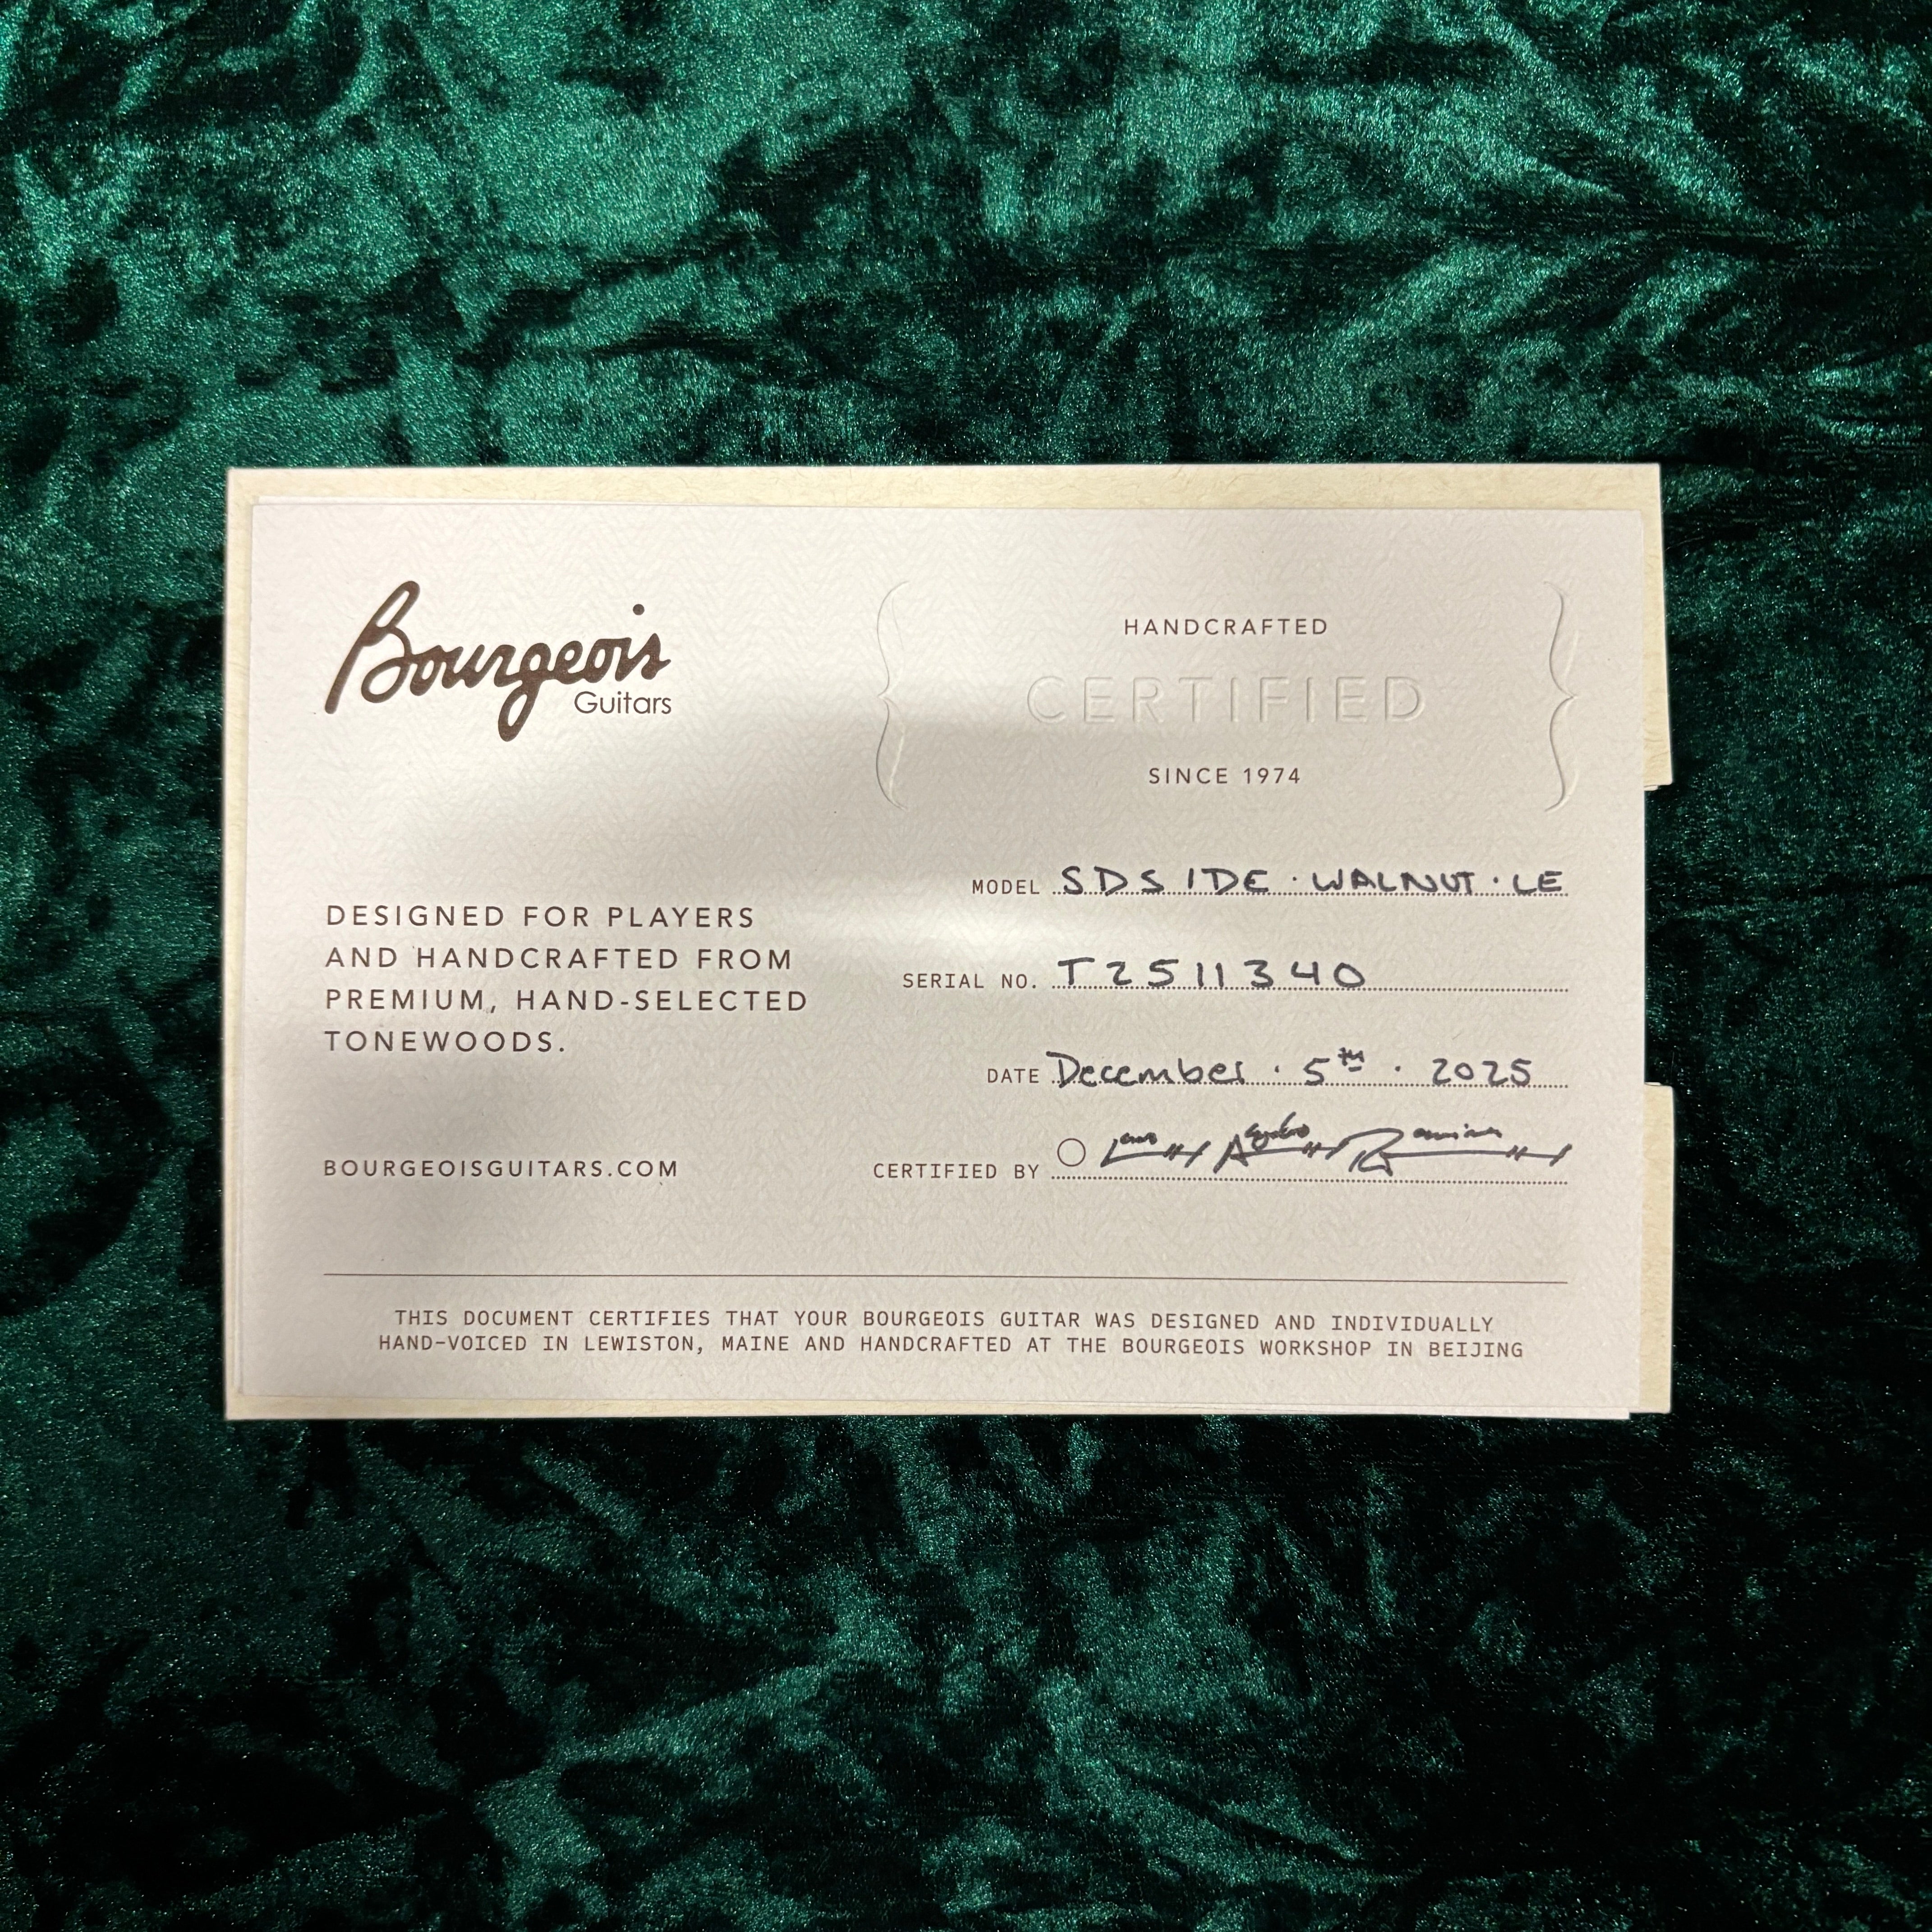 Bourgeois
Guitars
HANDCRAFTED
CERTIFIED
SINCE 1974
DESIGNED FOR PLAYERS
AND HANDCRAFTED FROM
PREMIUM, HAND-SELECTED
TONEWOODS.
BOURGEOISGUITARS.COM
MODEL SDSIDE · WALNUT · LE
SERIAL NO. T2511340
DATE December · 5th · 2025
CERTIFIED BY
THIS DOCUMENT CERTIFIES THAT YOUR BOURGEOIS GUITAR WAS DESIGNED AND INDIVIDUALLY
HAND-VOICED IN LEWISTON, MAINE AND HANDCRAFTED AT THE BOURGEOIS WORKSHOP IN BEIJING